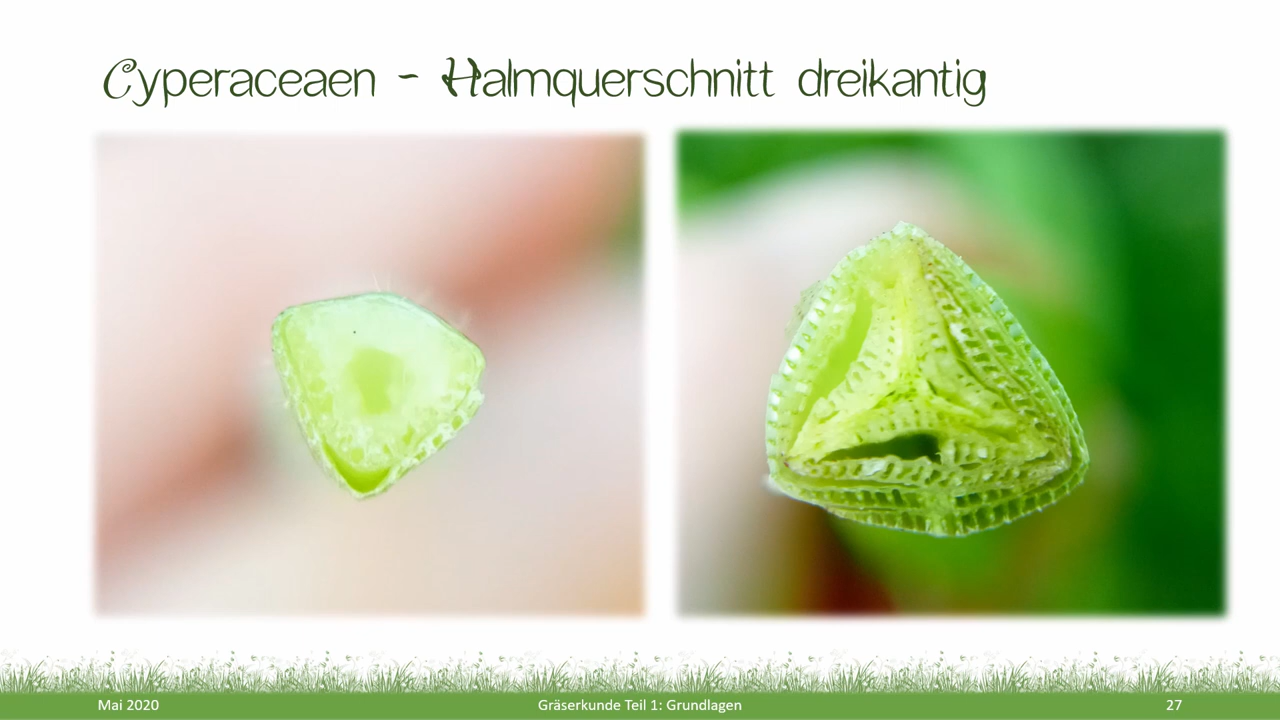 Cyperaceaen - Halmquerschnitt dreikantig
Mai 2020
Gräserkunde Teil 1: Grundlagen
27